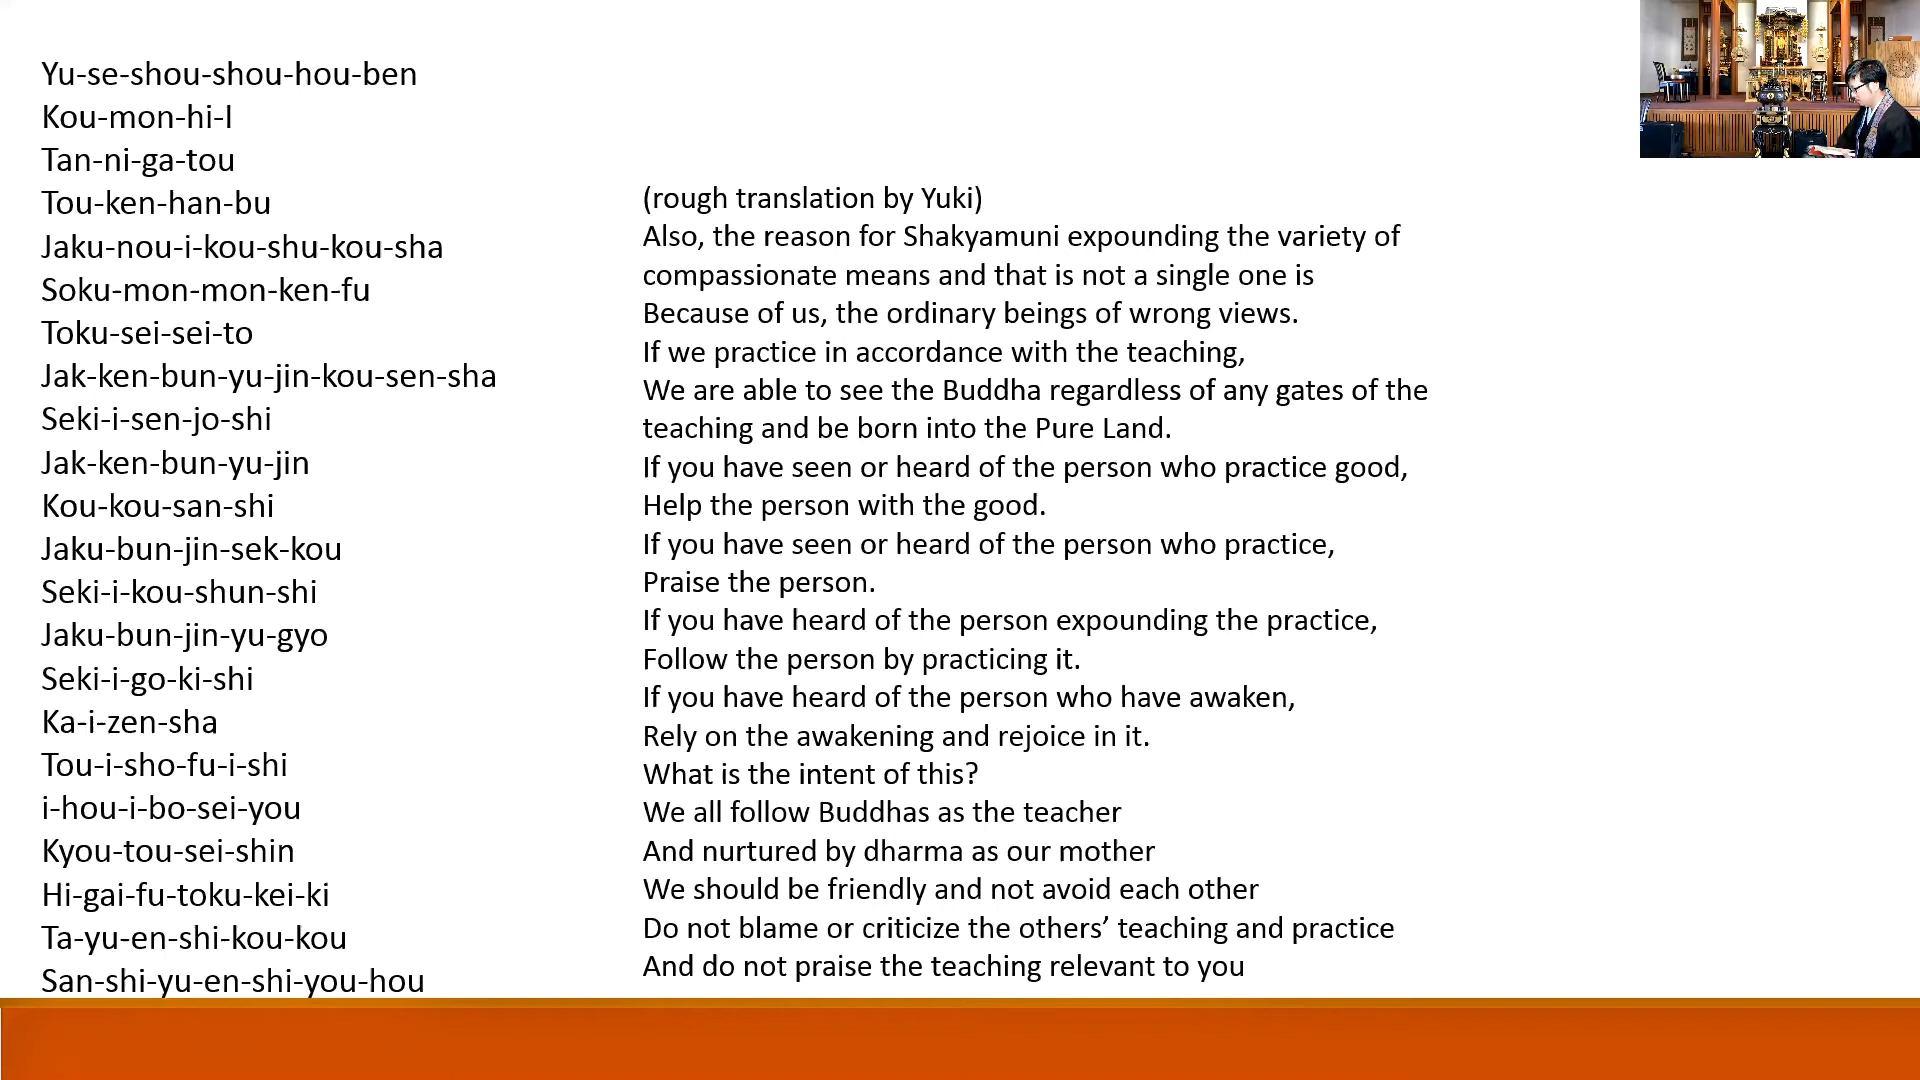 Yu-se-shou-shou-hou-ben
Kou-mon-hi-I
Tan-ni-ga-tou
Tou-ken-han-bu
Jaku-nou-i-kou-shu-kou-sha
Soku-mon-mon-ken-fu
Toku-sei-sei-to
Jak-ken-bun-yu-jin-kou-sen-sha
Seki-i-sen-jo-shi
Jak-ken-bun-yu-jin
Kou-kou-san-shi
Jaku-bun-jin-sek-kou
Seki-i-kou-shun-shi
Jaku-bun-jin-yu-gyo
Seki-i-go-ki-shi
Ka-i-zen-sha
Tou-i-sho-fu-i-shi
i-hou-i-bo-sei-you
Kyou-tou-sei-shin
Hi-gai-fu-toku-kei-ki
Ta-yu-en-shi-kou-kou
San-shi-yu-en-shi-you-hou
(rough translation by Yuki)
Also, the reason for Shakyamuni expounding the variety of
compassionate means and that is not a single one is
Because of us, the ordinary beings of wrong views.
If we practice in accordance with the teaching,
We are able to see the Buddha regardless of any gates of the
teaching and be born into the Pure Land.
If you have seen or heard of the person who practice good,
Help the person with the good.
If you have seen or heard of the person who practice,
Praise the person.
If you have heard of the person expounding the practice,
Follow the person by practicing it.
If you have heard of the person who have awaken,
Rely on the awakening and rejoice in it.
What is the intent of this?
We all follow Buddhas as the teacher
And nurtured by dharma as our mother
We should be friendly and not avoid each other
Do not blame or criticize the others’ teaching and practice
And do not praise the teaching relevant to you